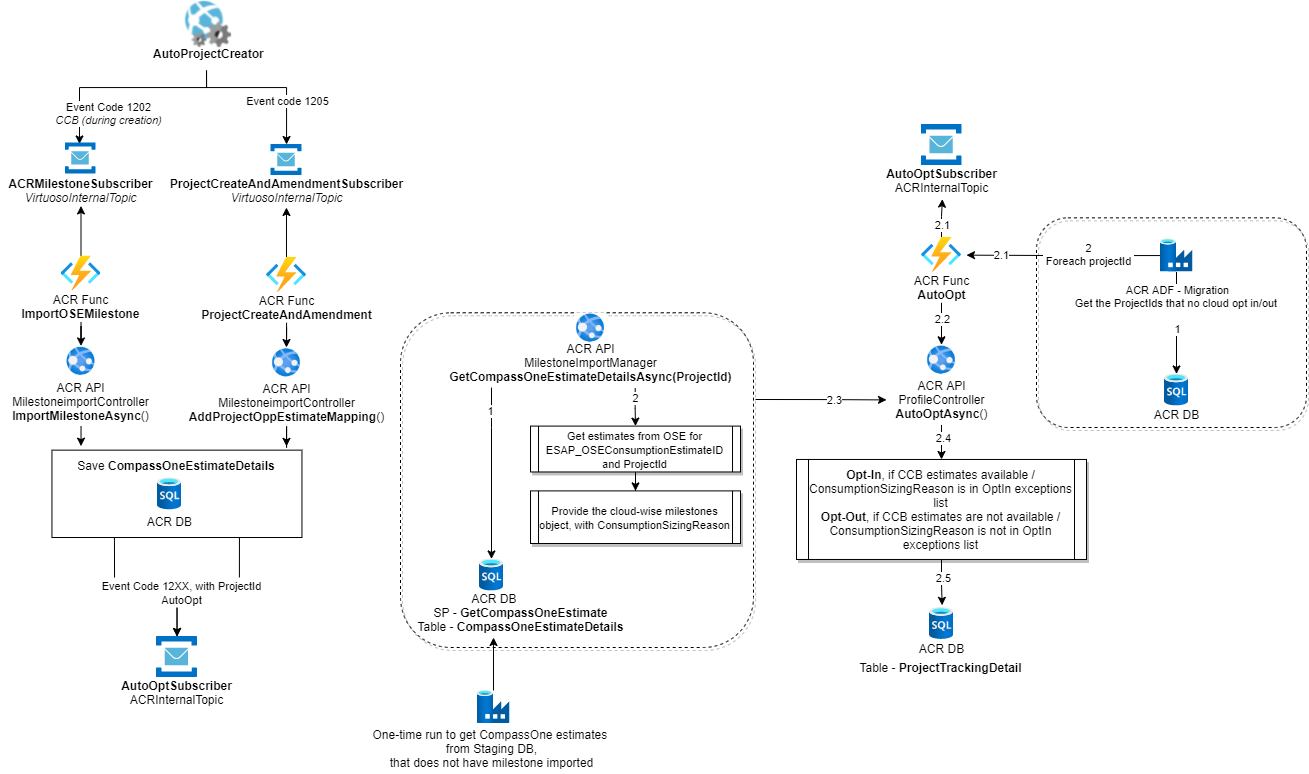 AutoProjectCreator
Event Code 1202
CCB (during creation)
Event code 1205
ACRMilestoneSubscriber
VirtuosoInternalTopic
ProjectCreateAndAmendmentSubscriber
VirtuosoInternalTopic
ACR Func
ImportOSEMilestone
ACR Func
ProjectCreateAndAmendment
ACR API
MilestoneimportController
ImportMilestoneAsync()
ACR API
MilestoneimportController
AddProjectOppEstimateMapping()
Save CompassOneEstimateDetails
SQL
ACR DB
Event Code 12XX, with ProjectId
AutoOpt
AutoOptSubscriber
ACRInternalTopic
ACR API
MilestoneImportManager
GetCompassOneEstimateDetailsAsync(ProjectId)
1
2
Get estimates from OSE for
ESAP_OSEConsumptionEstimateID
and ProjectId
Provide the cloud-wise milestones
object, with ConsumptionSizingReason
SQL
ACR DB
SP - GetCompassOneEstimate
Table - CompassOneEstimateDetails
One-time run to get CompassOne estimates
from Staging DB,
that does not have milestone imported
2.3
AutoOptSubscriber
ACRInternalTopic
2.1
ACR Func
AutoOpt
2.2
ACR API
ProfileController
AutoOptAsync()
2.4
Opt-In, if CCB estimates available /
ConsumptionSizingReason is in OptIn exceptions
list
Opt-Out, if CCB estimates are not available /
ConsumptionSizingReason is not in OptIn
exceptions list
2.5
SQL
ACR DB
Table - ProjectTrackingDetail
2.1
2
Foreach projectId
ACR ADF - Migration
Get the ProjectIds that no cloud opt in/out
1
SQL
ACR DB